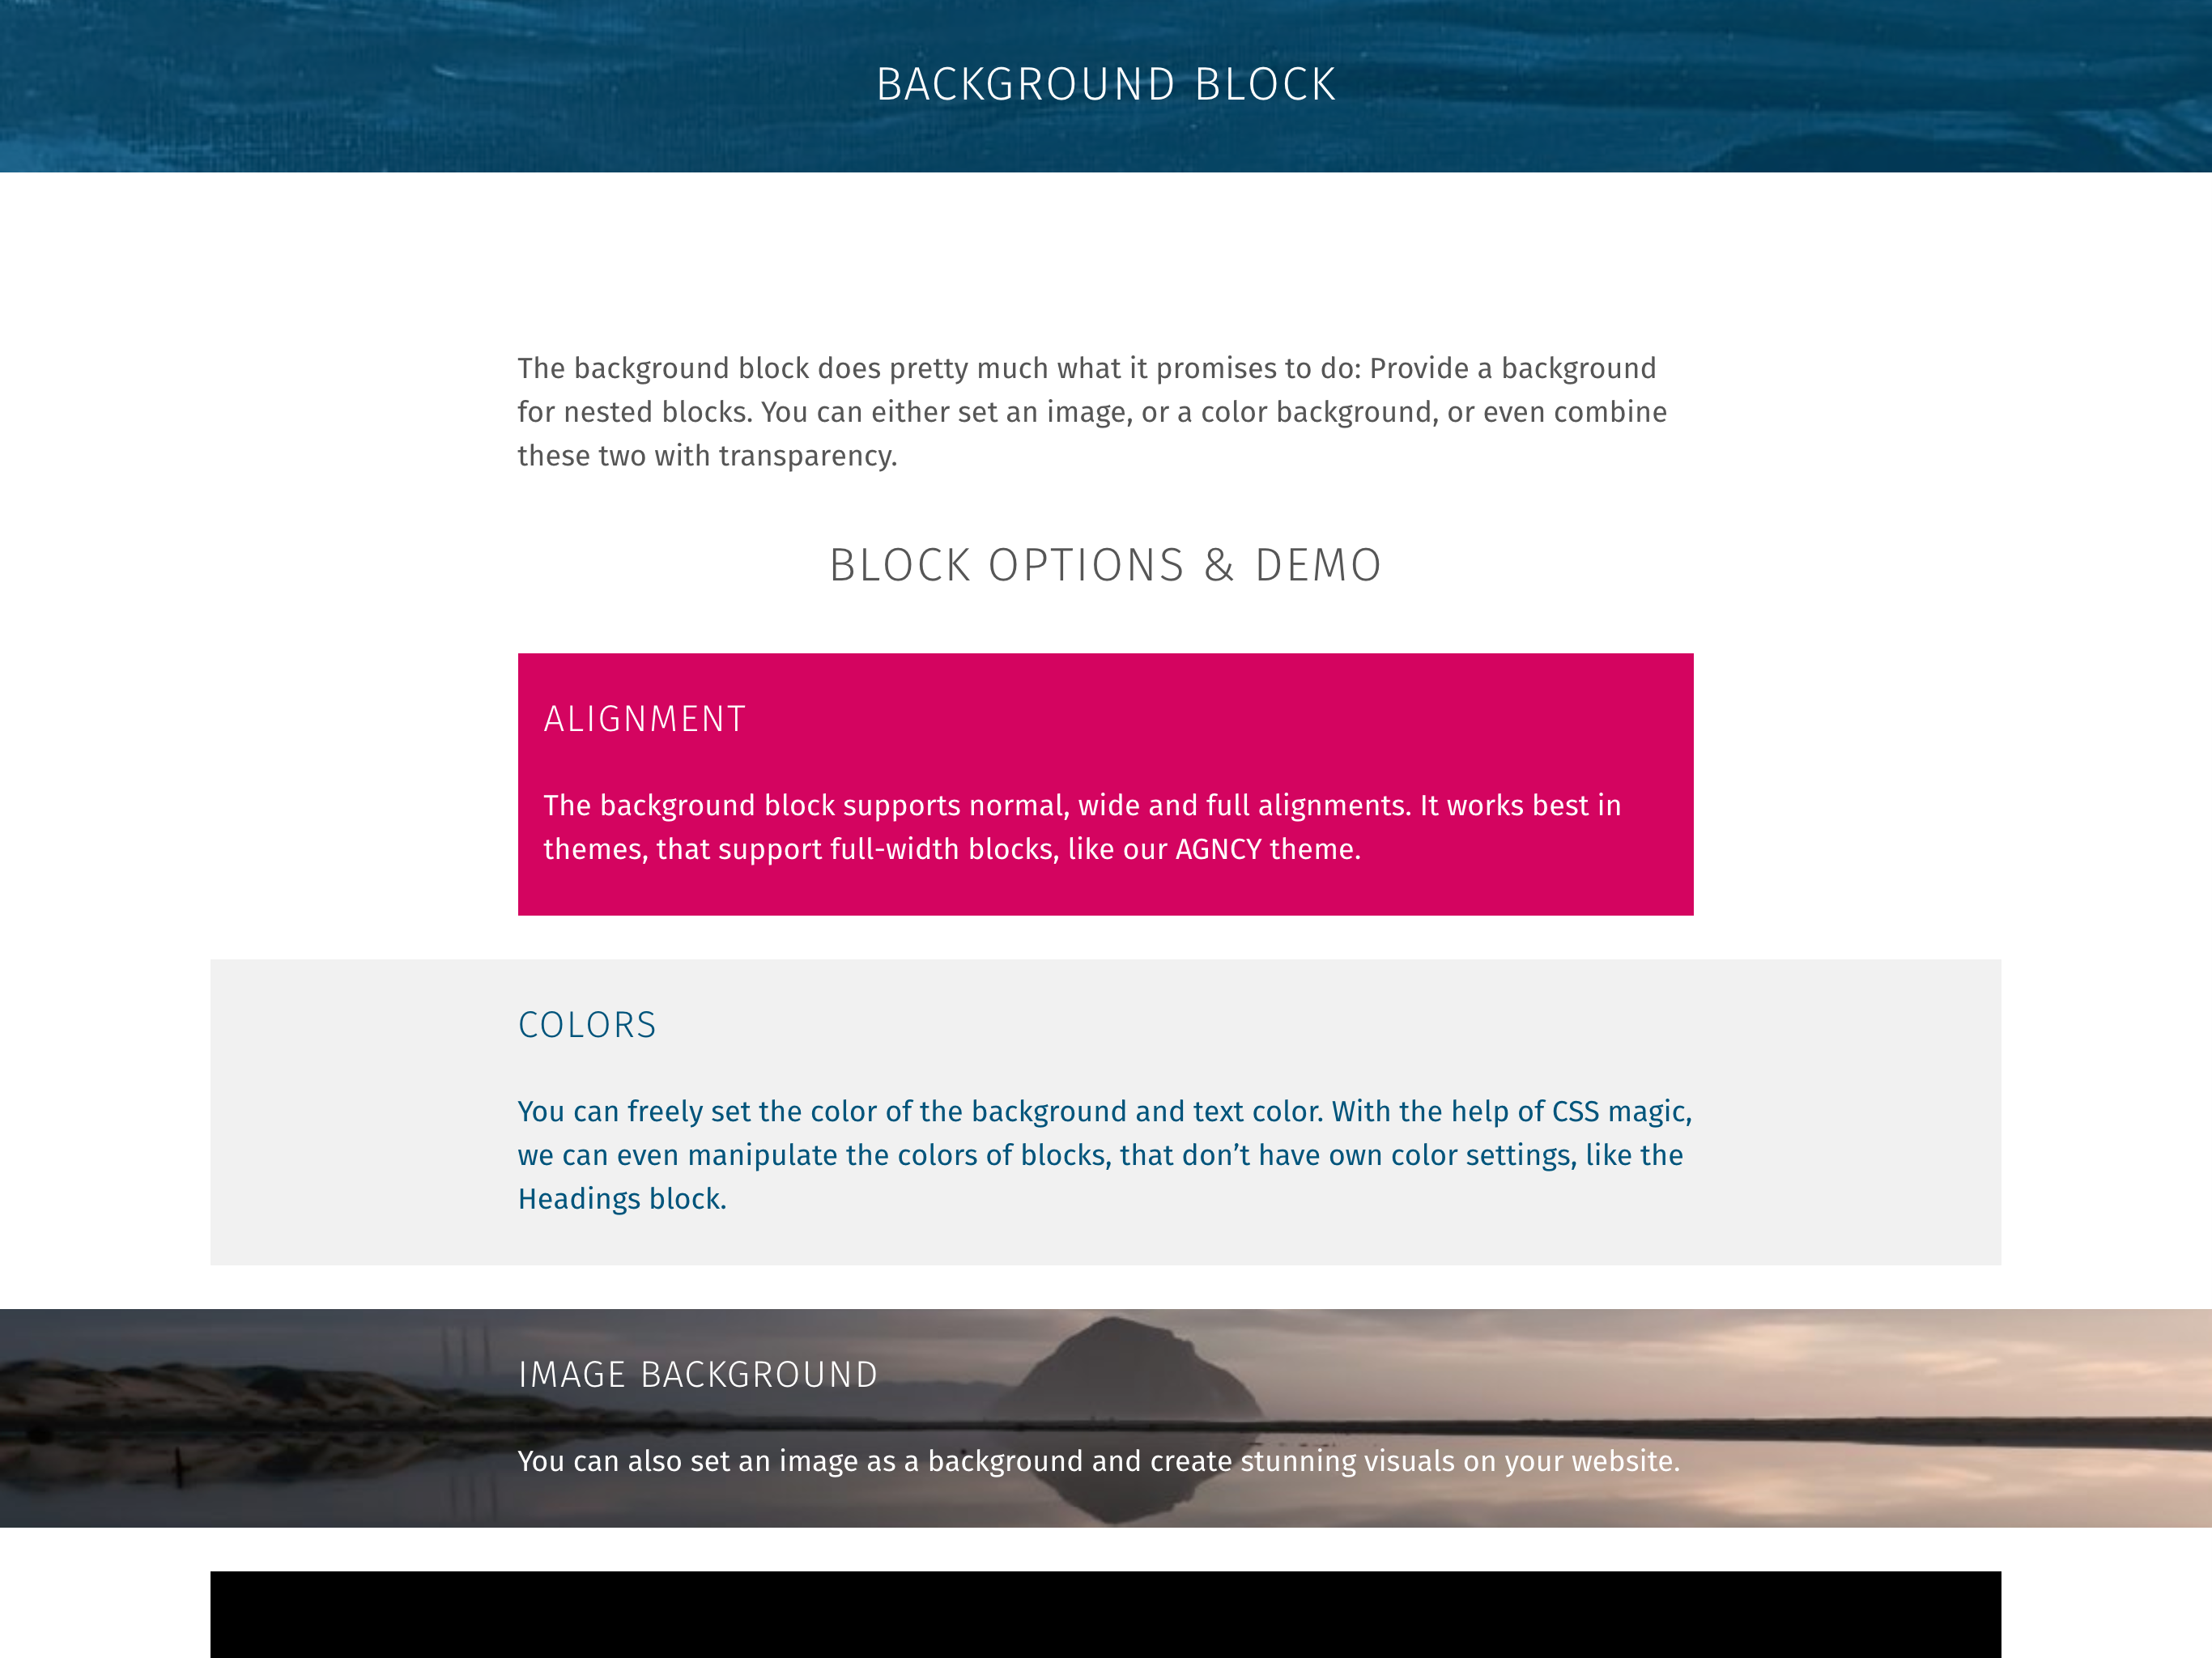 BACKGROUND BLOCK
The background block does pretty much what it promises to do: Provide a background
for nested blocks. You can either set an image, or a color background, or even combine
these two with transparency.
BLOCK OPTIONS & DEMO
ALIGNMENT
The background block supports normal, wide and full alignments. It works best in
themes, that support full-width blocks, like our AGNCY theme.
COLORS
You can freely set the color of the background and text color. With the help of CSS magic,
we can even manipulate the colors of blocks, that don’t have own color settings, like the
Headings block.
IMAGE BACKGROUND
You can also set an image as a background and create stunning visuals on your website.